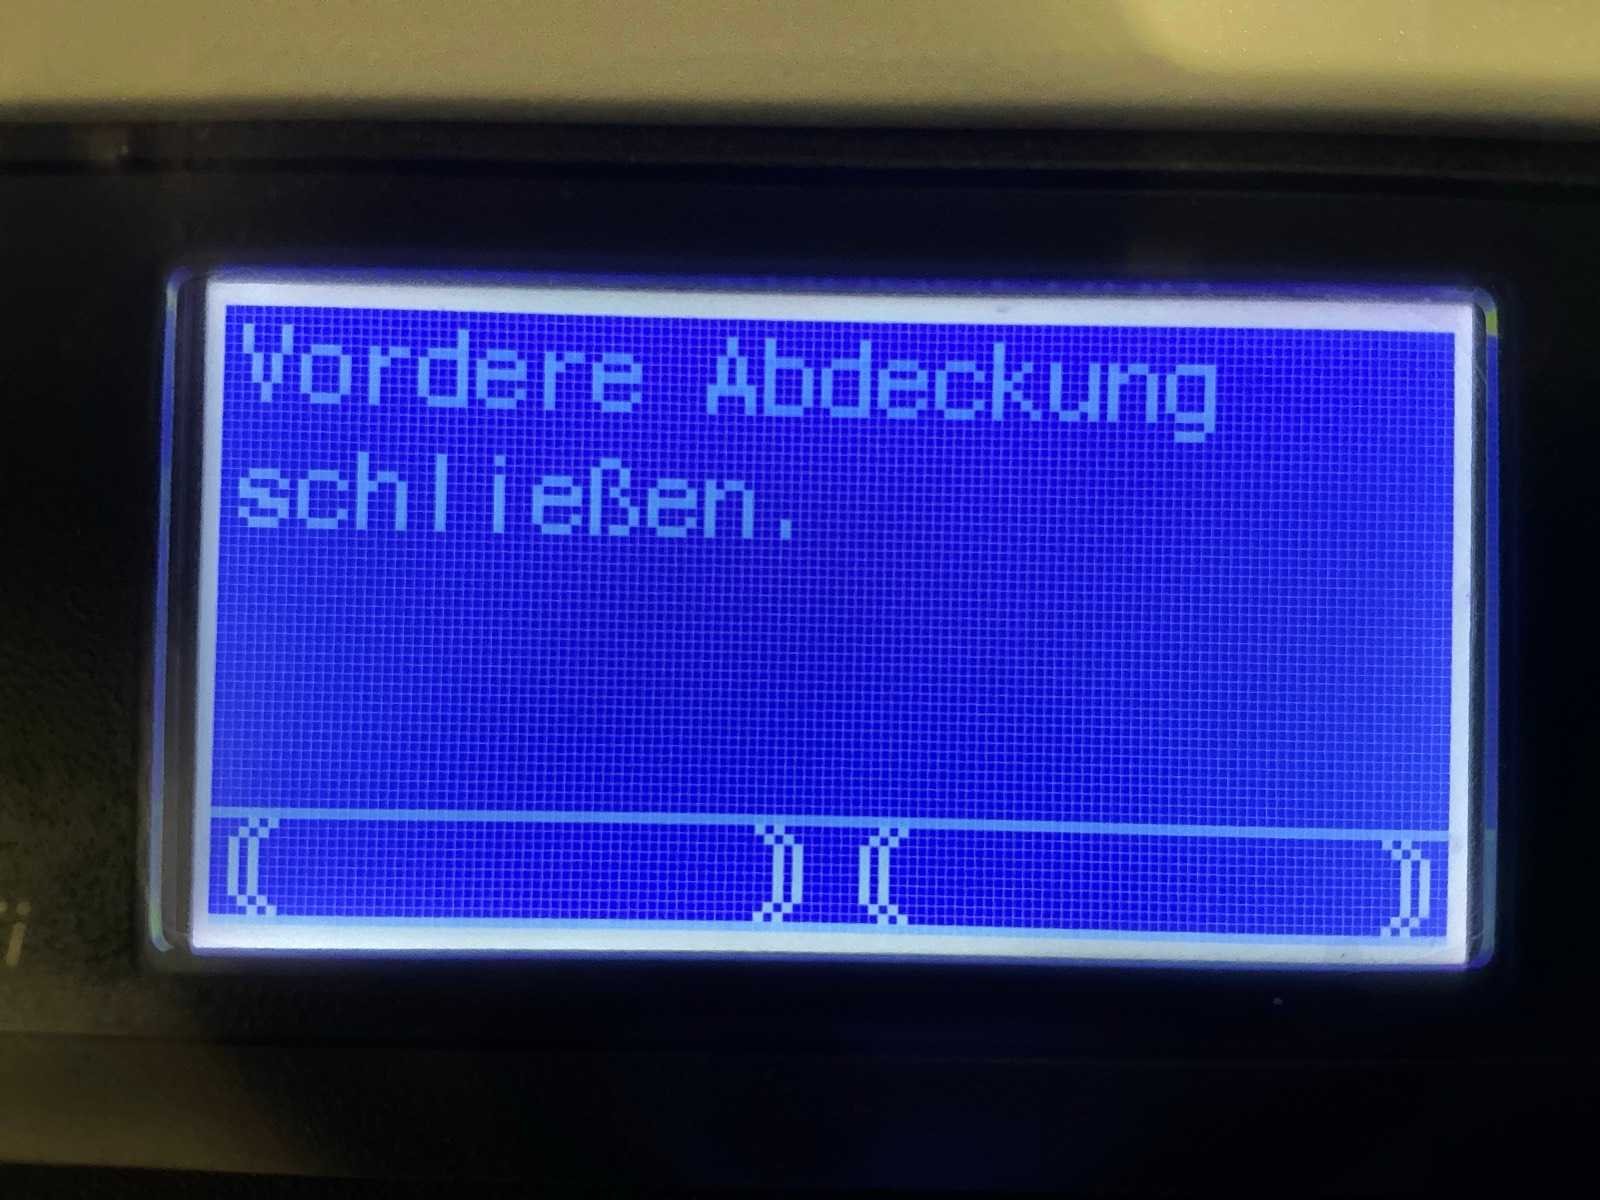 Vordere Abdeckung
schließen.